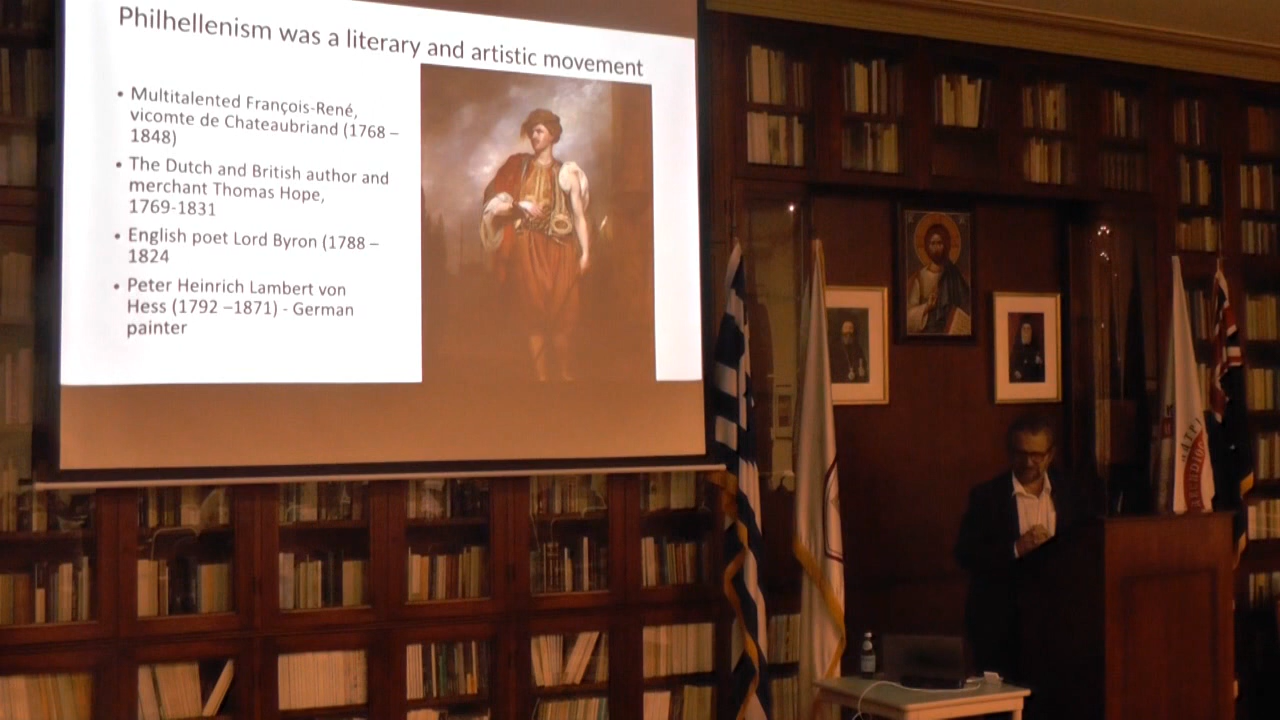 Philhellenism was a literary and artistic movement
• Multitalented François-René,
vicomte de Chateaubriand (1768 –
1848)
• The Dutch and British author and
merchant Thomas Hope,
1769-1831
• English poet Lord Byron (1788 –
1824
• Peter Heinrich Lambert von
Hess (1792 –1871) - German
painter